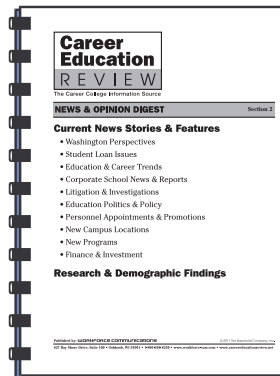 Career
Education
REVIEW
The Career College Information Source
NEWS & OPINION DIGEST Section 2
Current News Stories & Features
• Washington Perspectives
• Student Loan Issues
• Education & Career Trends
• Corporate School News & Reports
• Litigation & Investigations
• Education Politics & Policy
• Personnel Appointments & Promotions
• New Campus Locations
• New Programs
• Finance & Investment
Research & Demographic Findings
Published by: WORKFORCE COMMUNICATIONS